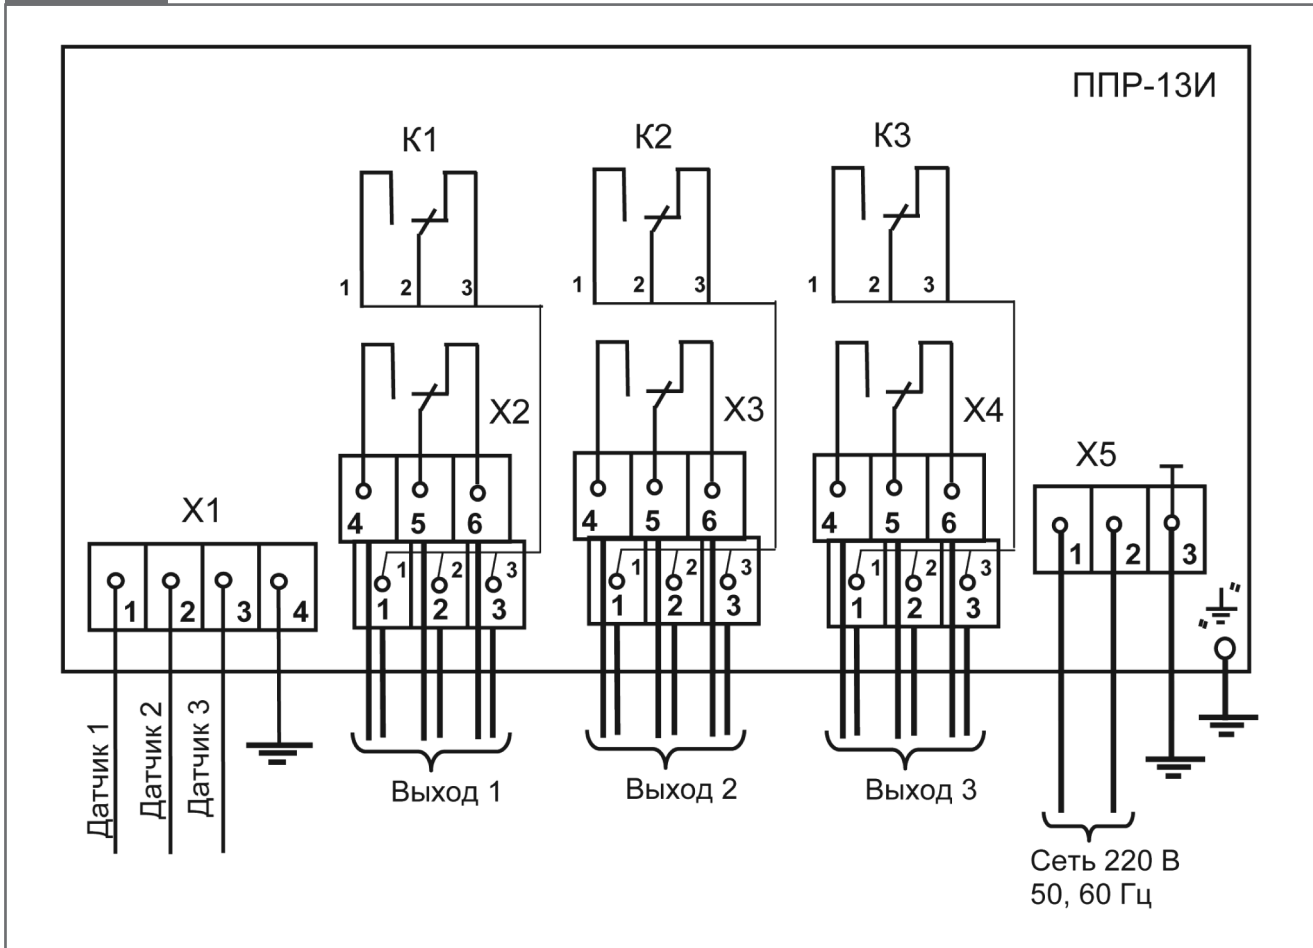 ППР-13И
К1
К2
К3
1 2 3
1 2 3
1 2 3
Х2
Х3
Х4
Х5
Х1
4 5 6
4 5 6
4 5 6
1 2 3
1 2 3 4
1 2 3
1 2 3
1 2 3
1 2 3
1 2 3
1 2 3
" "
Датчик 1
Датчик 2
Датчик 3
Выход 1
Выход 2
Выход 3
Сеть 220 В
50, 60 Гц